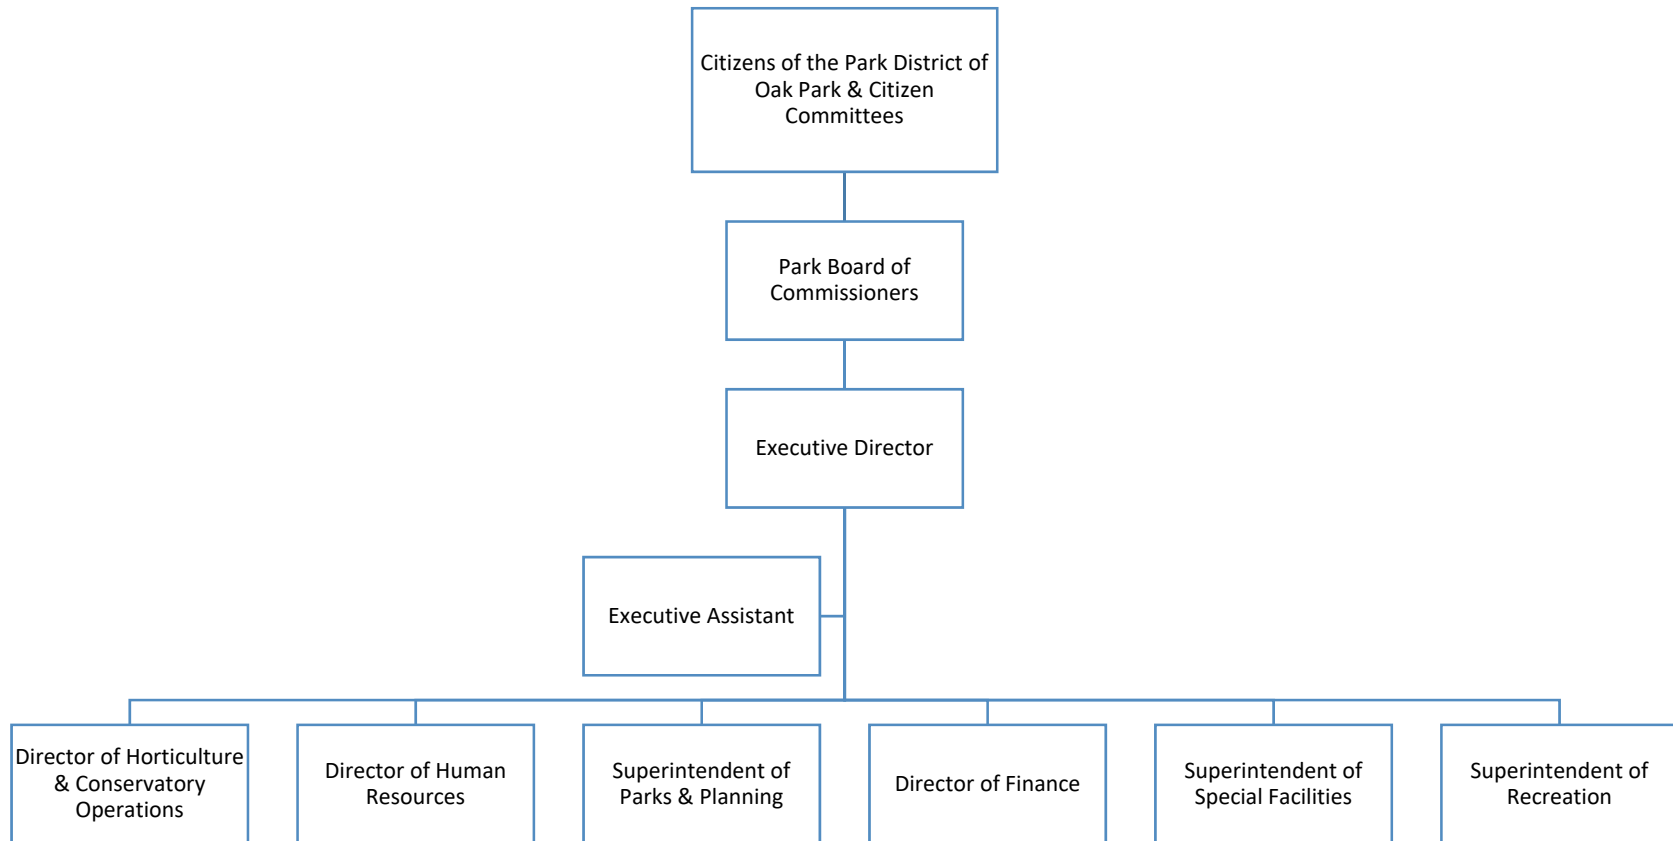 Citizens of the Park District of
Oak Park & Citizen
Committees
Park Board of
Commissioners
Executive Director
Executive Assistant
Director of Horticulture
& Conservatory
Operations
Director of Human
Resources
Superintendent of
Parks & Planning
Director of Finance
Superintendent of
Special Facilities
Superintendent of
Recreation